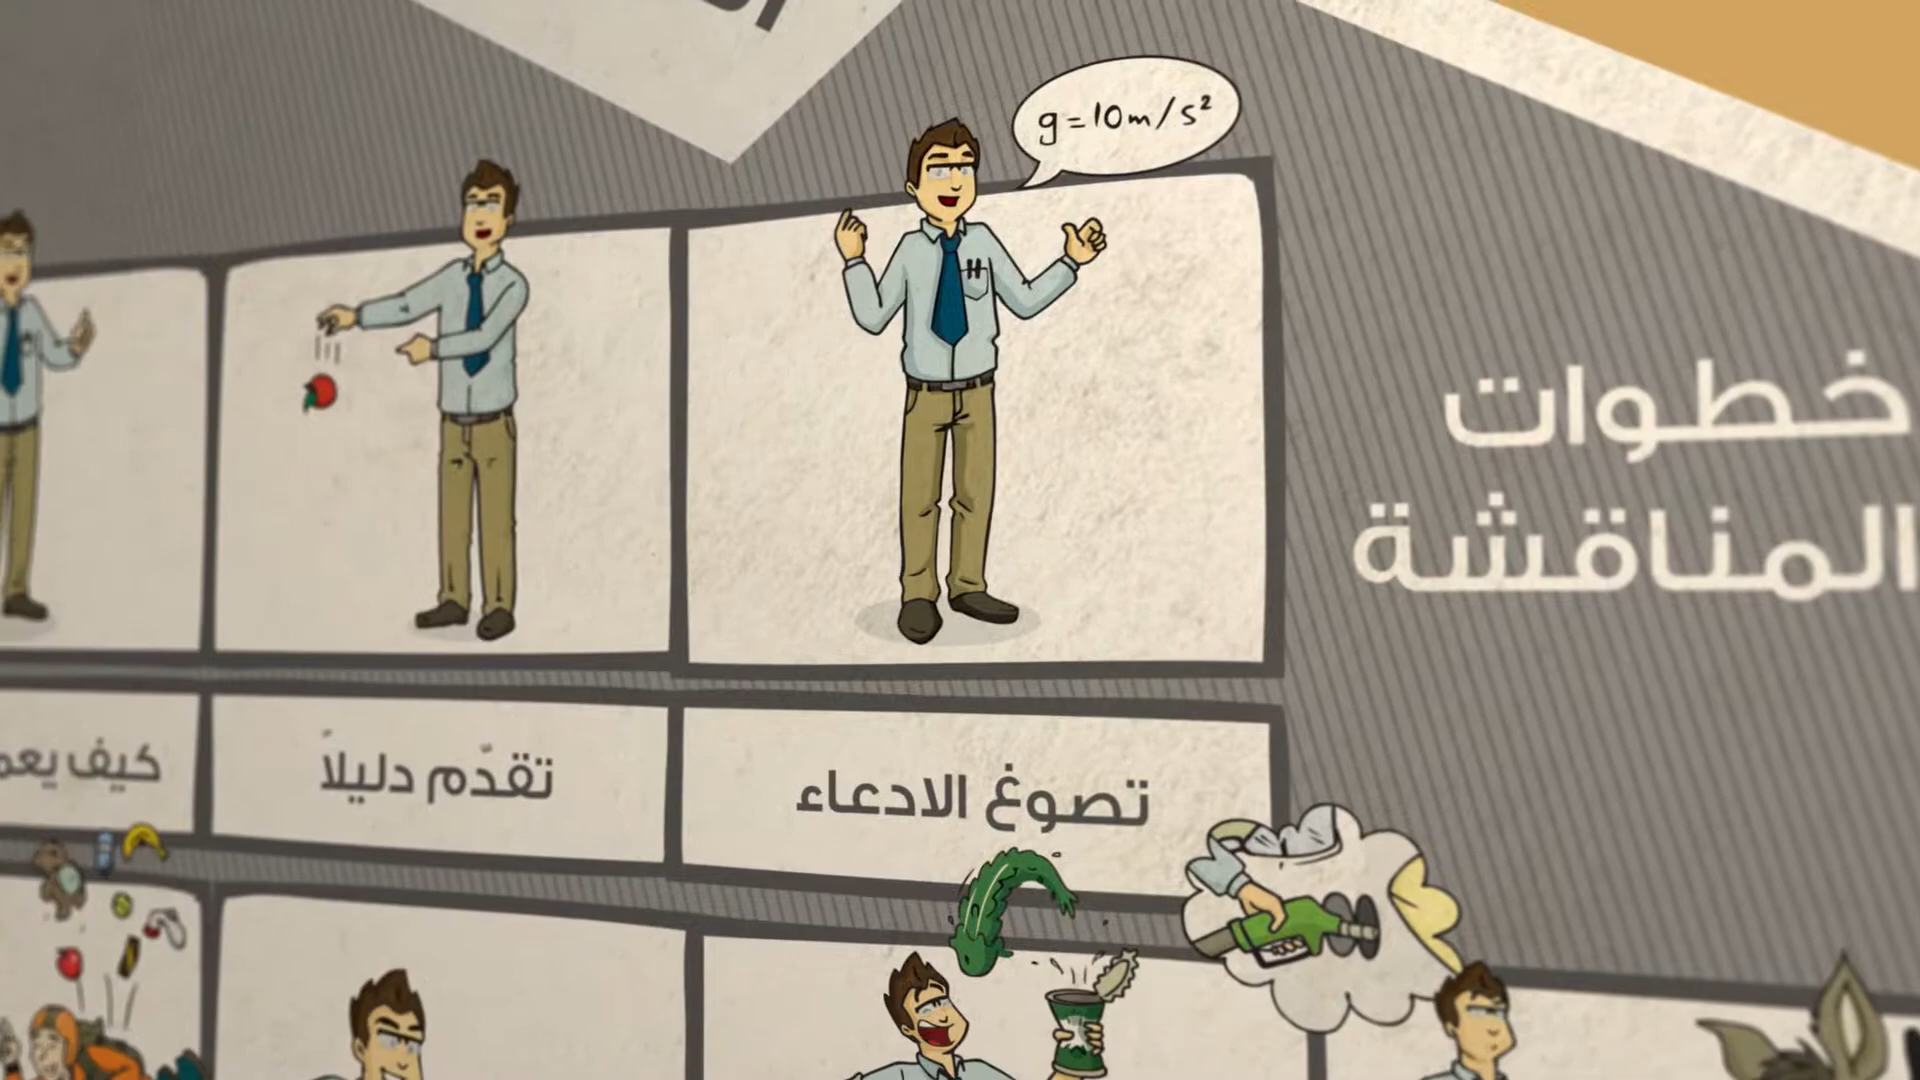 g=10m/s²
خطوات
المناقشة
تصوغ الادعاء
تقدّم دليلاً
كيف